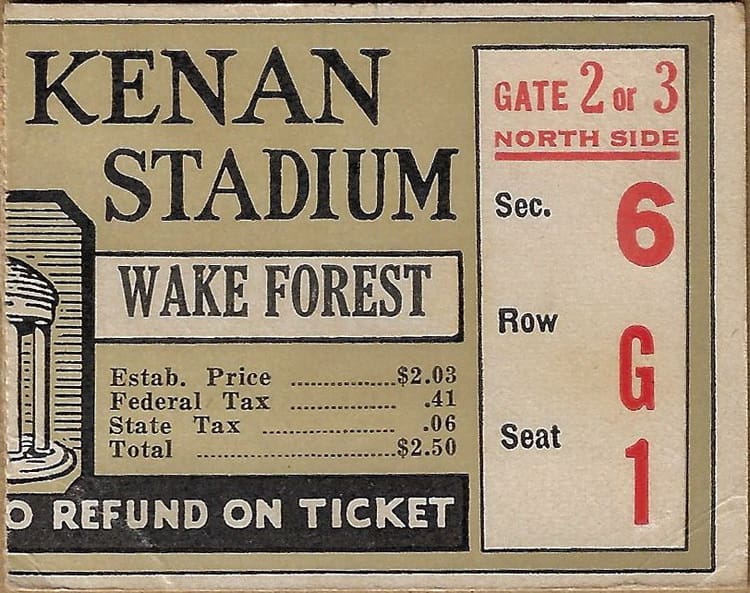 KENAN
STADIUM
WAKE FOREST
Estab. Price ................$2.03
Federal Tax ................ .41
State Tax .................... .06
Total ..............................$2.50
O REFUND ON TICKET
GATE 2 or 3
NORTH SIDE
Sec. 6
Row G
Seat 1